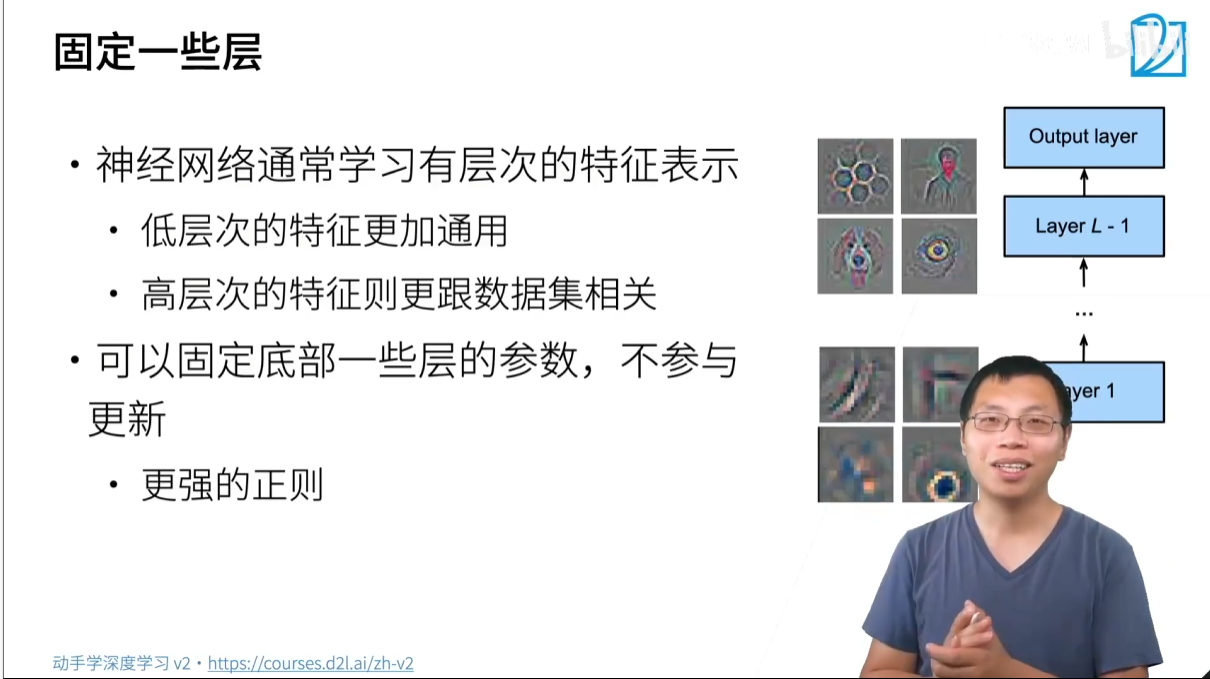 固定一些层
• 神经网络通常学习有层次的特征表示
• 低层次的特征更加通用
• 高层次的特征则更跟数据集相关
• 可以固定底部一些层的参数，不参与
更新
• 更强的正则
Output layer
Layer L - 1
...
ayer 1
动手学深度学习 v2 • https://courses.d2l.ai/zh-v2